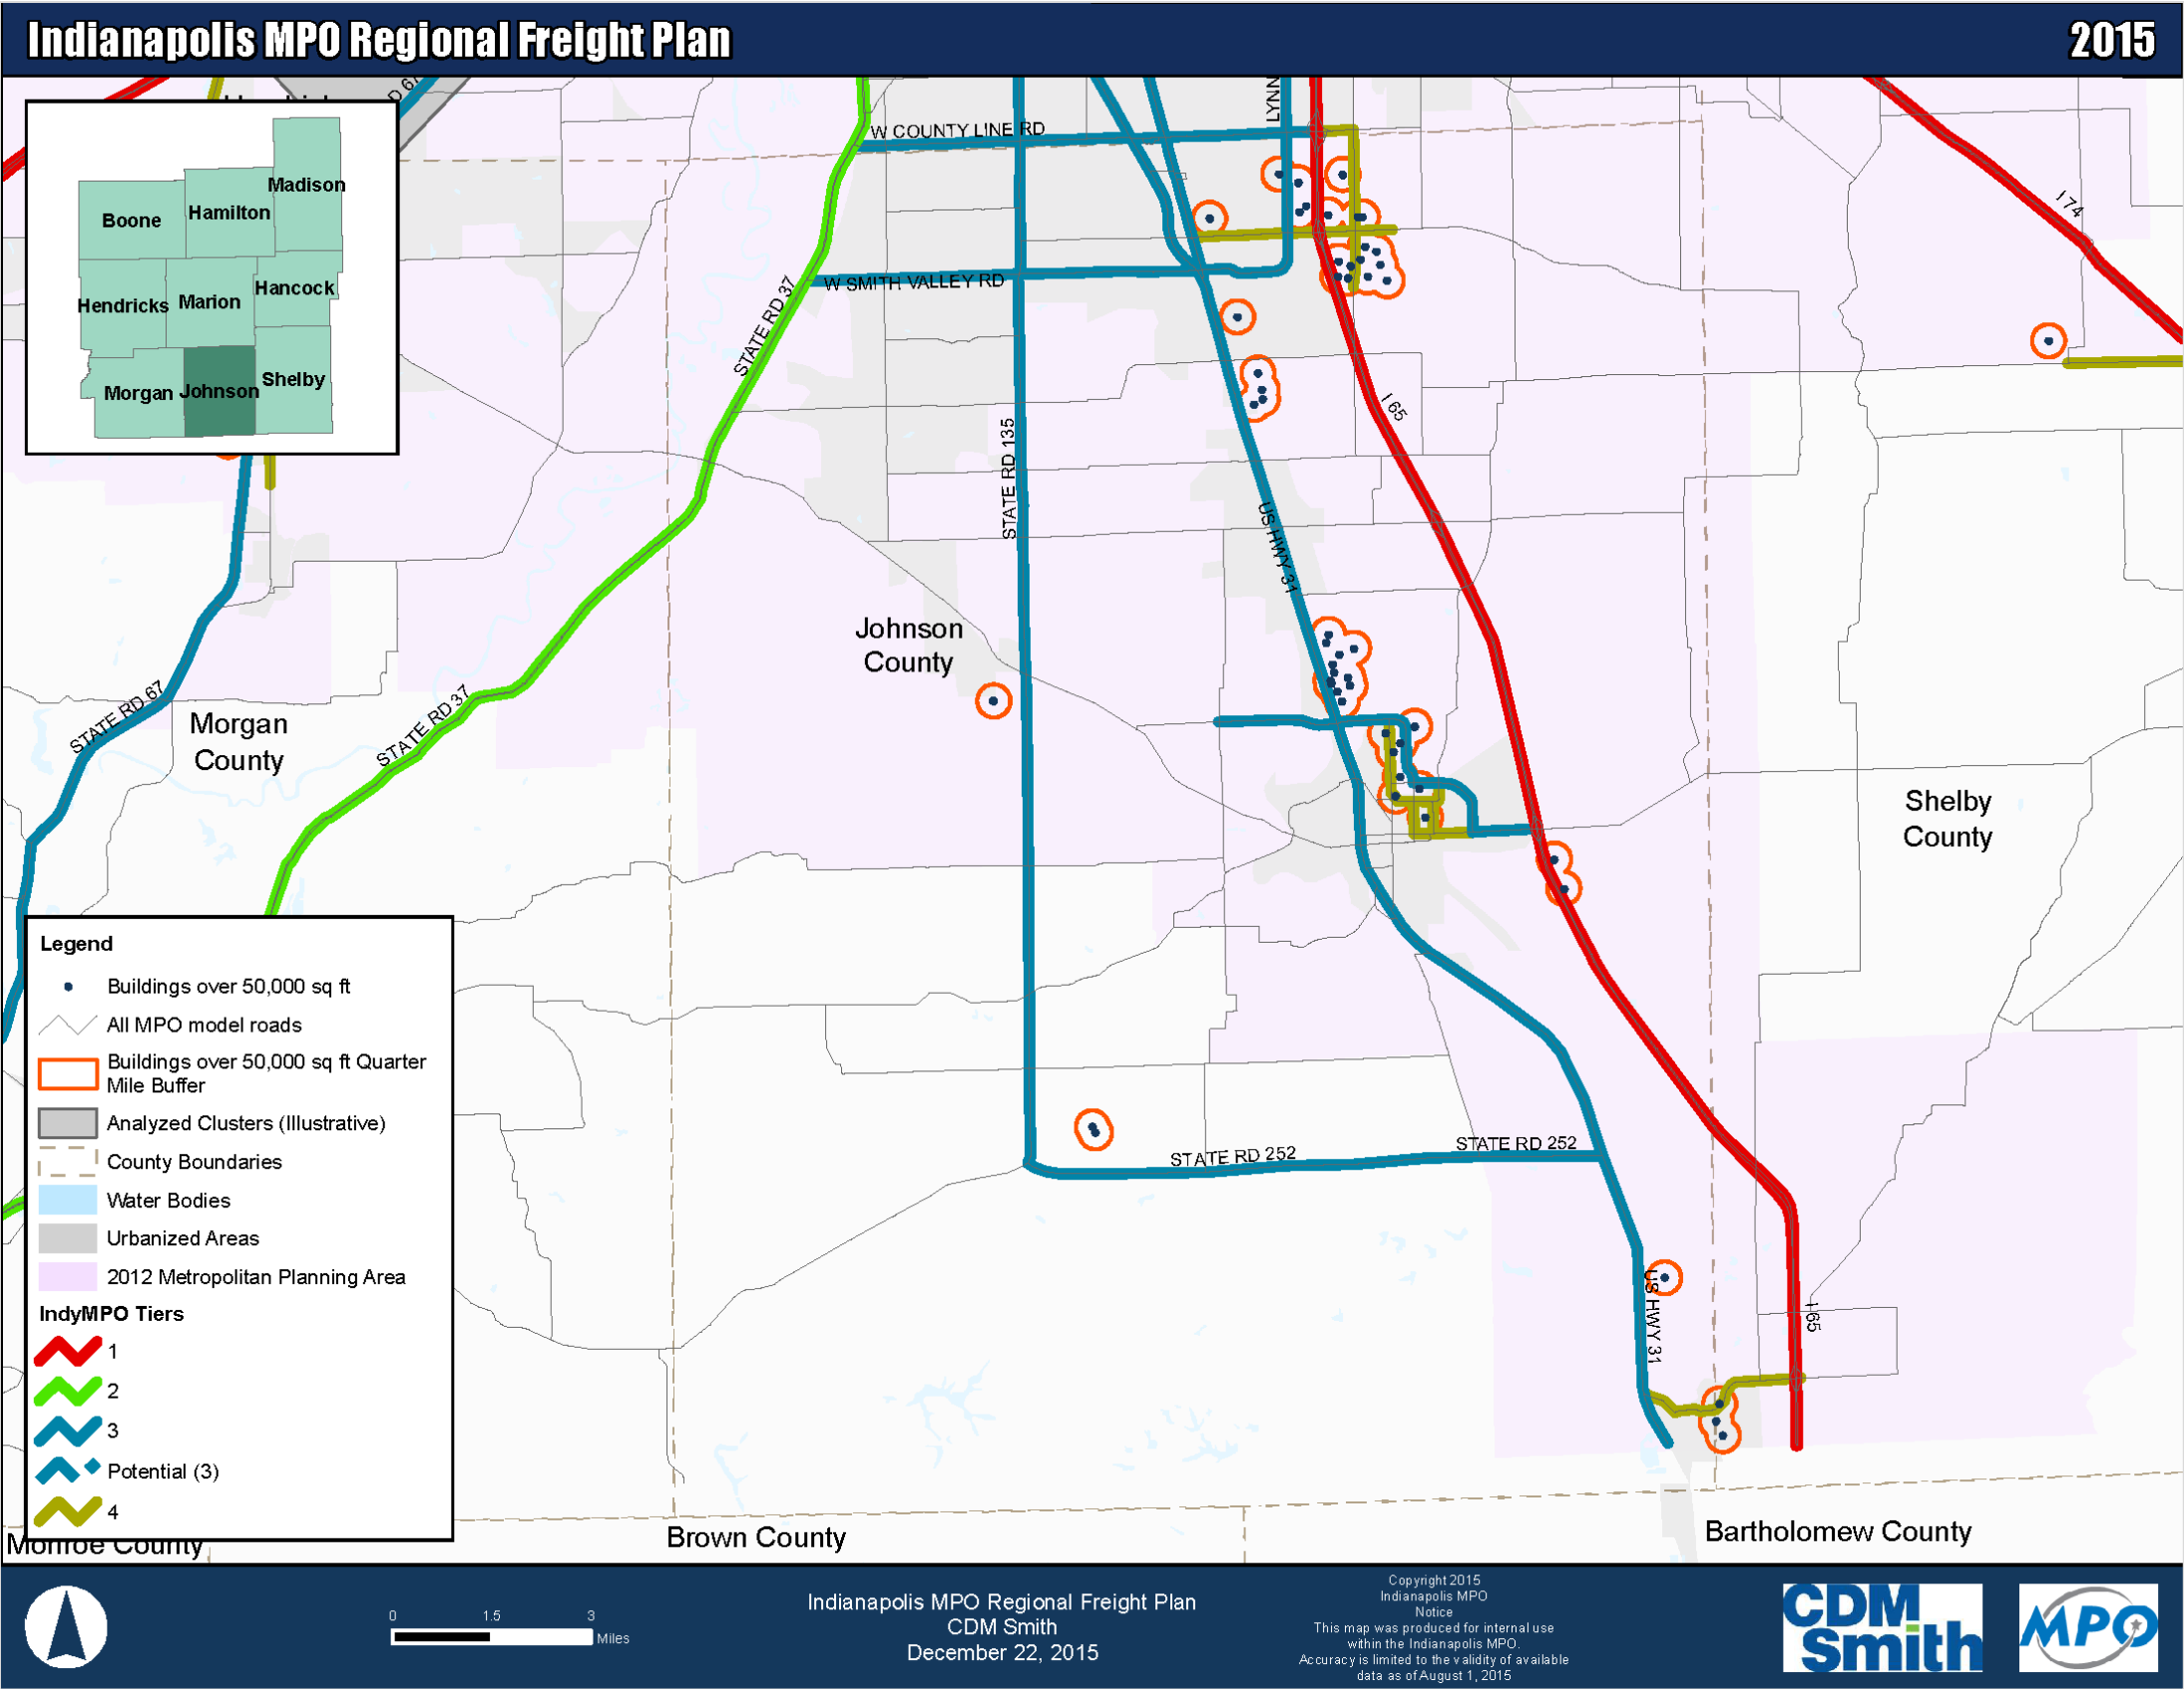 Indianapolis MPO Regional Freight Plan
2015
D 67
LYNN
W COUNTY LINE RD
Madison
Boone
Hamilton
Hendricks
Marion
Hancock
Morgan
Johnson
Shelby
I 74
W SMITH VALLEY RD
STATE RD 37
I 65
STATE RD 135
US HWY 31
Johnson
County
STATE RD 67
STATE RD 37
Morgan
County
Shelby
County
STATE RD 252
STATE RD 252
US HWY 31
I 65
Legend
Buildings over 50,000 sq ft
All MPO model roads
Buildings over 50,000 sq ft Quarter
Mile Buffer
Analyzed Clusters (Illustrative)
County Boundaries
Water Bodies
Urbanized Areas
2012 Metropolitan Planning Area
IndyMPO Tiers
1
2
3
Potential (3)
4
Monroe County
Brown County
Bartholomew County
0 1.5 3
Miles
Indianapolis MPO Regional Freight Plan
CDM Smith
December 22, 2015
Copyright 2015
Indianapolis MPO
Notice
This map was produced for internal use
within the Indianapolis MPO.
Accuracy is limited to the validity of available
data as of August 1, 2015
CDM
Smith
MPO